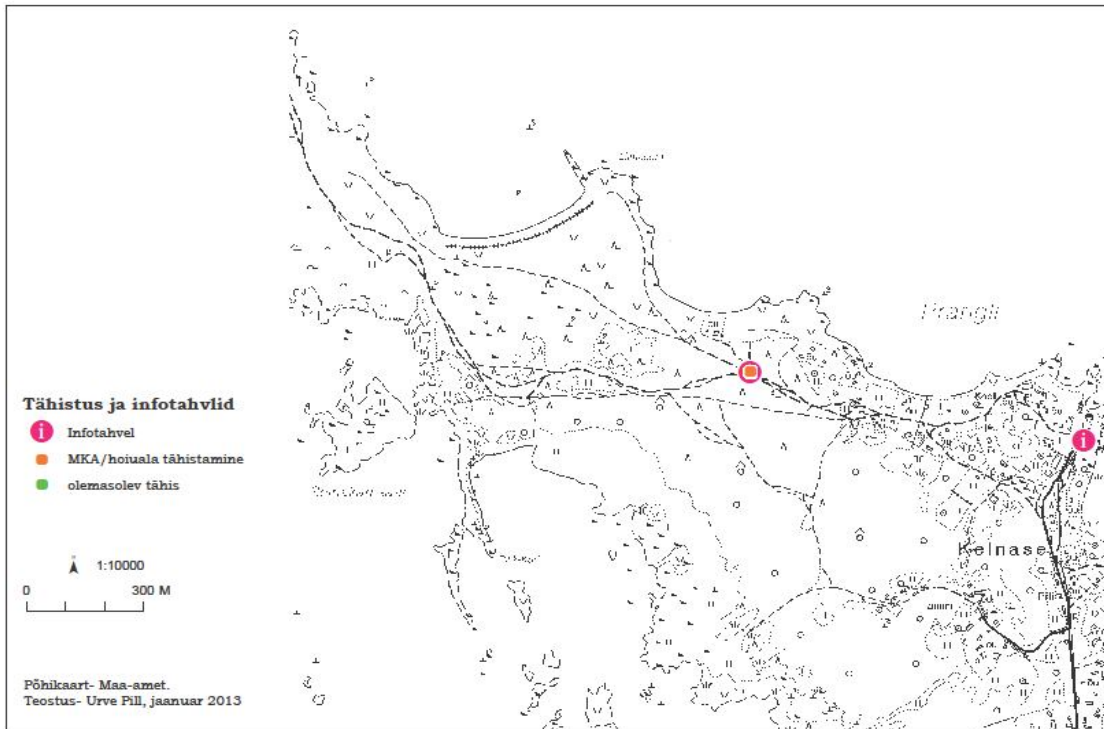 Prangli
Tähistus ja infotahvlid
i Infotahvel
MKA/hoiuala tähistamine
olemasolev tähis
i
Kelnase
1:10000
0 300 M
Põhikaart- Maa-amet.
Teostus- Urve Pill, jaanuar 2013